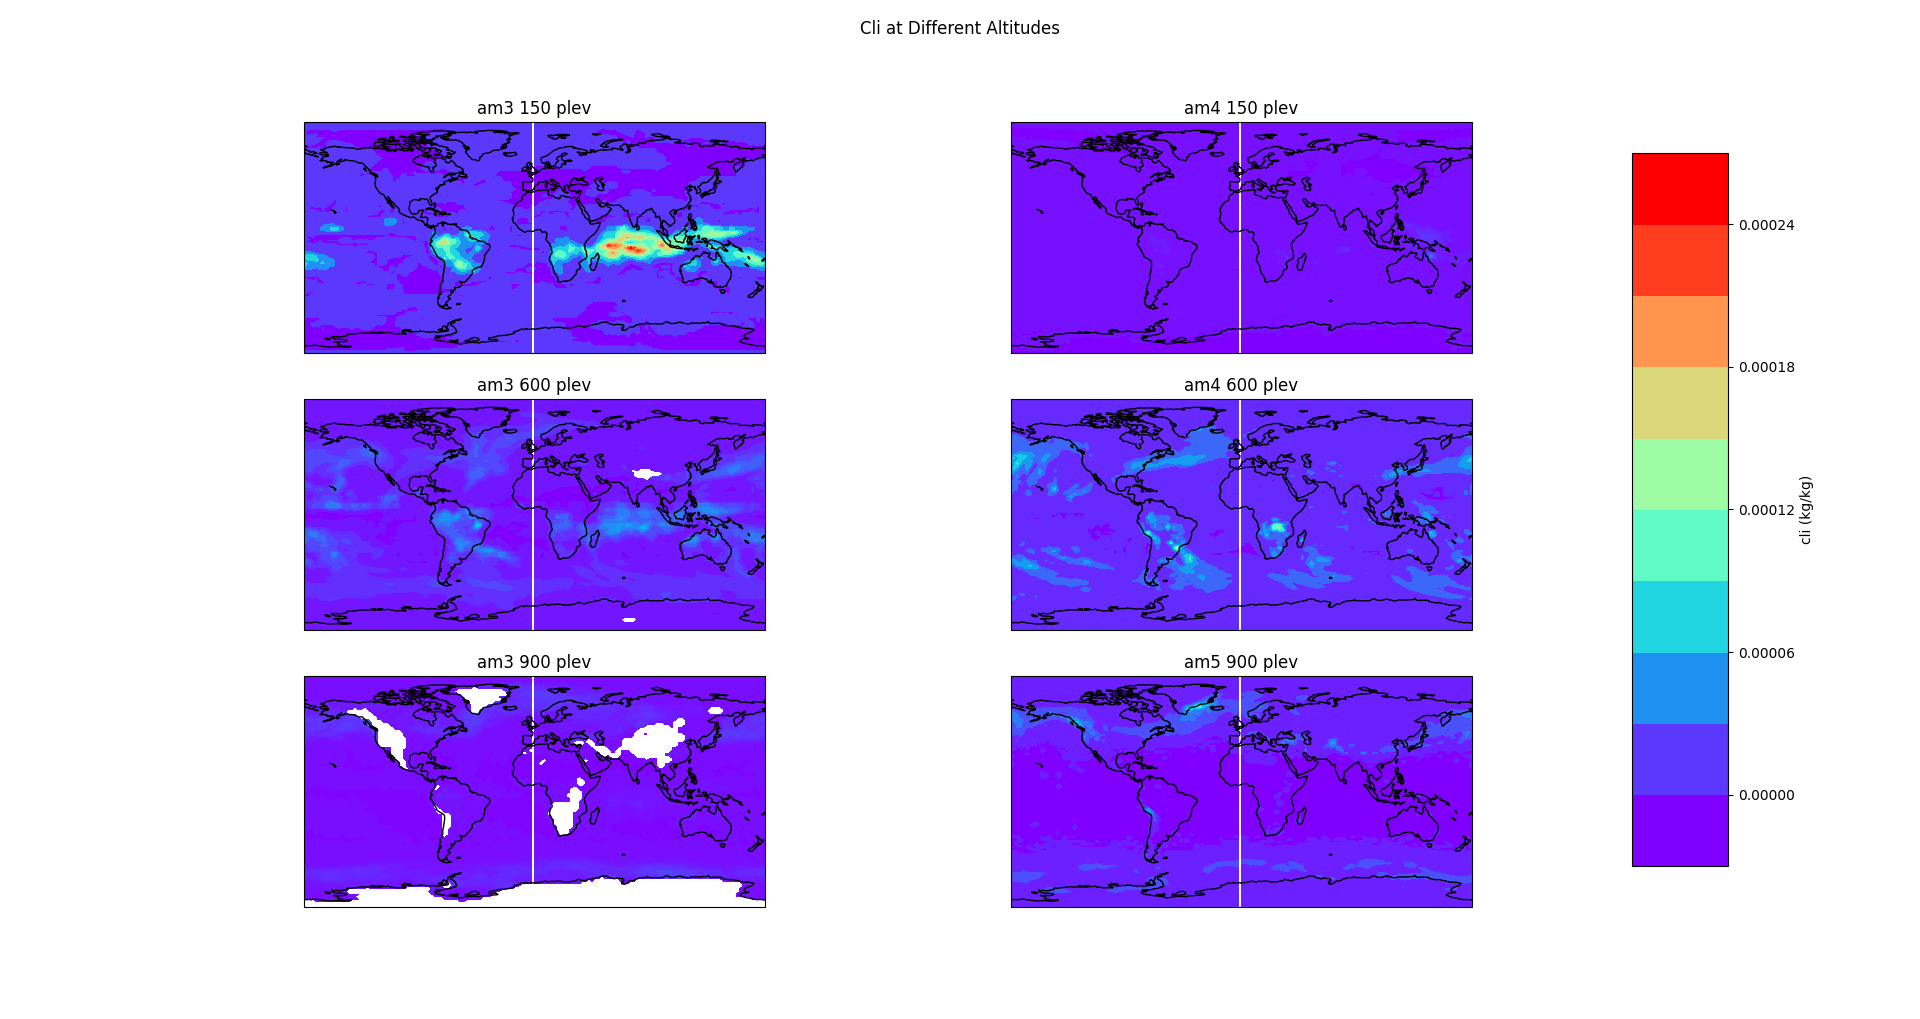 Cli at Different Altitudes
am3 150 plev
am4 150 plev
am3 600 plev
am4 600 plev
am3 900 plev
am5 900 plev
0.00024
0.00018
0.00012
0.00006
0.00000
cli (kg/kg)